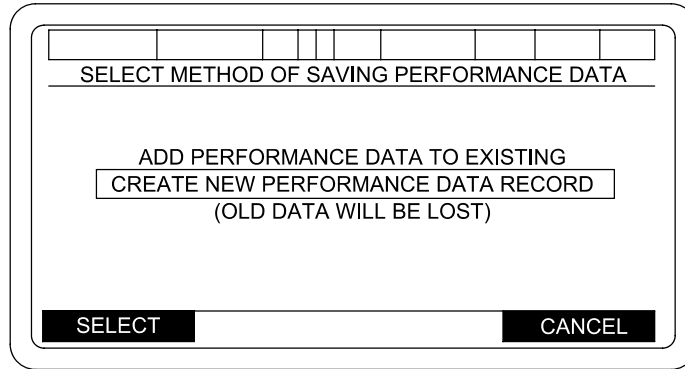 SELECT METHOD OF SAVING PERFORMANCE DATA
ADD PERFORMANCE DATA TO EXISTING
CREATE NEW PERFORMANCE DATA RECORD
(OLD DATA WILL BE LOST)
SELECT CANCEL